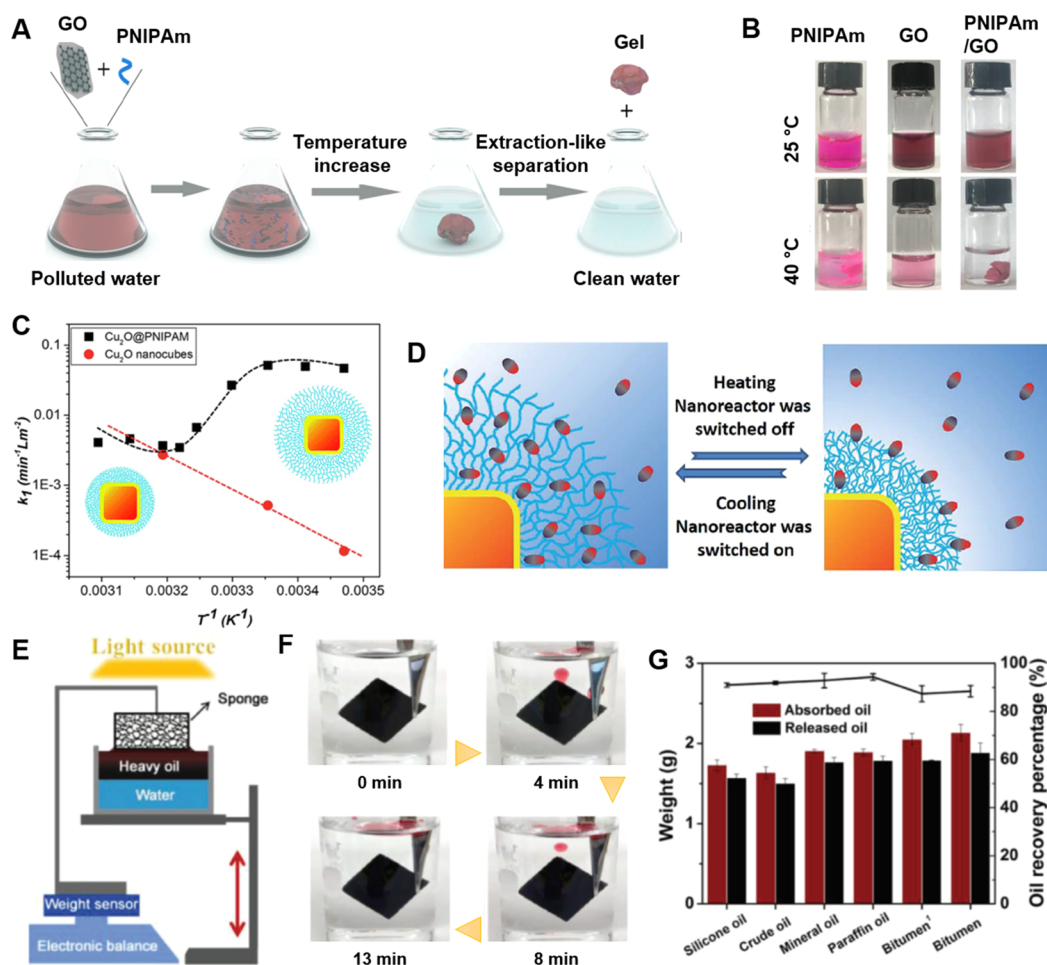 A
GO
PNIPAm
+
Gel
+
Temperature
increase
Extraction-like
separation
Polluted water
Clean water
B
PNIPAm
GO
PNIPAm
/GO
25 °C
40 °C
C
Cu₂O@PNIPAM
Cu₂O nanocubes
k₁ (min⁻¹Lm⁻²)
0.1
0.01
1E-3
1E-4
0.0031
0.0032
0.0033
0.0034
0.0035
T⁻¹ (K⁻¹)
D
Heating
Nanoreactor was
switched off
Cooling
Nanoreactor was
switched on
E
Light source
Sponge
Heavy oil
Water
Weight sensor
Electronic balance
F
0 min
4 min
13 min
8 min
G
Absorbed oil
Released oil
Weight (g)
3
2
1
0
Oil recovery percentage (%)
100
80
60
40
20
0
Silicone oil
Crude oil
Mineral oil
Paraffin oil
Bitumen¹
Bitumen